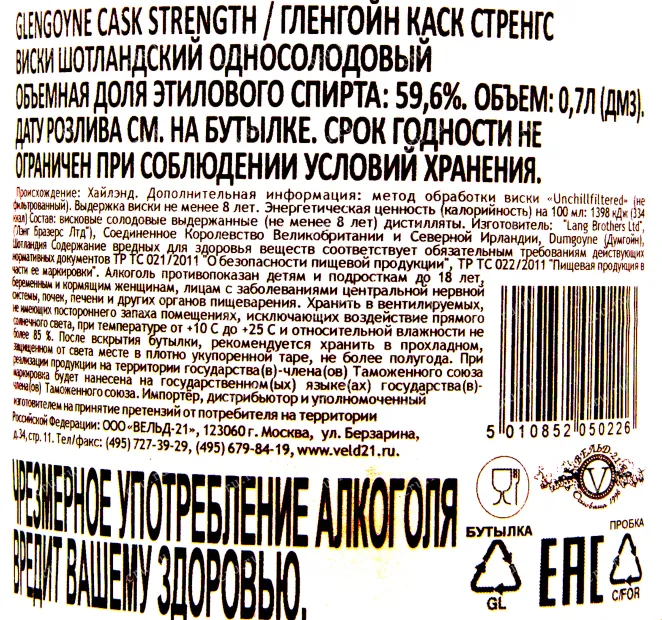 GLENGOYNE CASK STRENGTH / ГЛЕНГОЙН КАСК СТРЕНГС
ВИСКИ ШОТЛАНДСКИЙ ОДНОСОЛОДОВЫЙ
ОБЪЕМНАЯ ДОЛЯ ЭТИЛОВОГО СПИРТА: 59,6%. ОБЪЕМ: 0,7Л (ДМ3).
ДАТУ РОЗЛИВА СМ. НА БУТЫЛКЕ. СРОК ГОДНОСТИ НЕ
ОГРАНИЧЕН ПРИ СОБЛЮДЕНИИ УСЛОВИЙ ХРАНЕНИЯ.
Происхождение: Хайлэнд. Дополнительная информация: метод обработки виски «Unchillfiltered» (не
фильтрованный). Выдержка виски не менее 8 лет. Энергетическая ценность (калорийность) на 100 мл: 1398 кДж (334
ккал) Состав: висковые солодовые выдержанные (не менее 8 лет) дистилляты. Изготовитель: "Lang Brothers Ltd",
("Лэнг Бразерс Лтд"), Соединенное Королевство Великобритании и Северной Ирландии, Dumgoyne (Думгойн),
Шотландия Содержание вредных для здоровья веществ соответствует обязательным требованиям действующих
нормативных документов ТР ТС 021/2011 "О безопасности пищевой продукции", ТР ТС 022/2011 "Пищевая продукция в
части ее маркировки". Алкоголь противопоказан детям и подросткам до 18 лет,
беременным и кормящим женщинам, лицам с заболеваниями центральной нервной
системы, почек, печени и других органов пищеварения. Хранить в вентилируемых,
не имеющих постороннего запаха помещениях, исключающих воздействие прямого
солнечного света, при температуре от +10 С до +25 С и относительной влажности не
более 85 %. После вскрытия бутылки, рекомендуется хранить в прохладном,
защищенном от света месте в плотно укупоренной таре, не более полугода. При
реализации продукции на территории государства(в)-члена(ов) Таможенного союза
маркировка будет нанесена на государственном(ых) языке(ах) государства(в)-
члена(ов) Таможенного союза. Импортёр, дистрибьютор и уполномоченный
изготовителем на принятие претензий от потребителя на территории
Российской Федерации: ООО «ВЕЛЬД-21», 123060 г. Москва, ул. Берзарина,
д.34, стр. 11. Тел/факс: (495) 727-39-29, (495) 679-84-19, www.veld21.ru.
5 010852 050226
ВЕЛЬД-21
V
ЧРЕЗМЕРНОЕ УПОТРЕБЛЕНИЕ АЛКОГОЛЯ
ВРЕДИТ ВАШЕМУ ЗДОРОВЬЮ.
БУТЫЛКА
GL
EAC
ПРОБКА
C/FOR